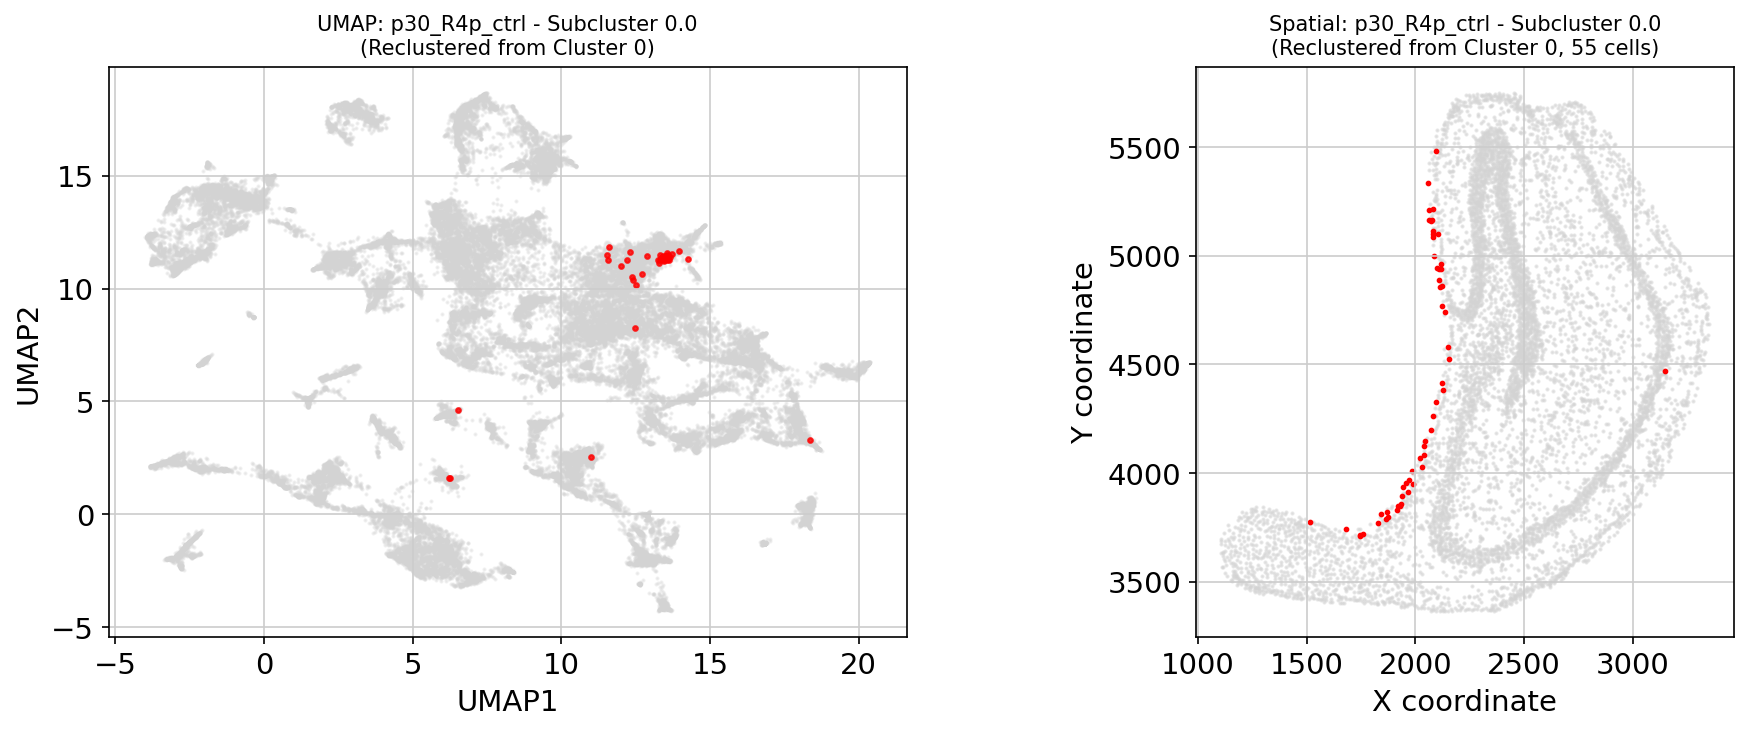 UMAP: p30_R4p_ctrl - Subcluster 0.0
(Reclustered from Cluster 0)
15
10
5
0
−5
−5
0
5
10
15
20
UMAP1
UMAP2
Spatial: p30_R4p_ctrl - Subcluster 0.0
(Reclustered from Cluster 0, 55 cells)
5500
5000
4500
4000
3500
1000
1500
2000
2500
3000
X coordinate
Y coordinate